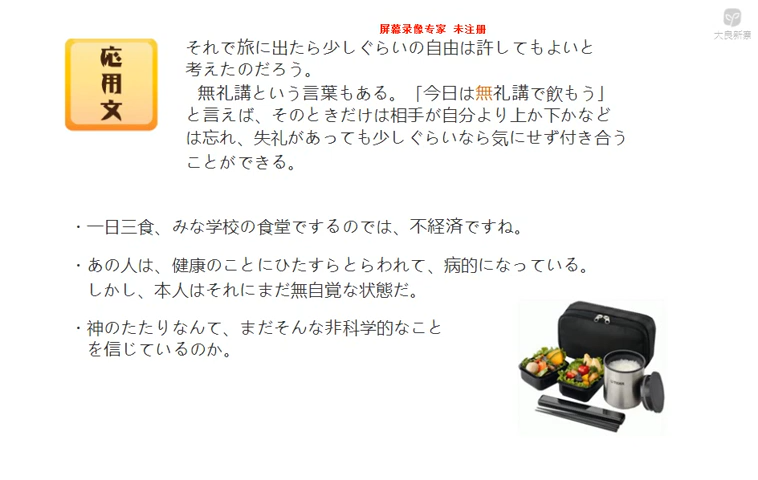 屏幕录像专家 未注册
太良新意
応用文
それで旅に出たら少しぐらいの自由は許してもよいと
考えたのだろう。
無礼講という言葉もある。「今日は無礼講で飲もう」
と言えば、そのときだけは相手が自分より上か下かなど
は忘れ、失礼があっても少しぐらいなら気にせず付き合う
ことができる。
・一日三食、みな学校の食堂でするのでは、不経済ですね。
・あの人は、健康のことにひたすらとらわれて、病的になっている。
しかし、本人はそれにまだ無自覚な状態だ。
・神のたたりなんて、まだそんな非科学的なこと
を信じているのか。